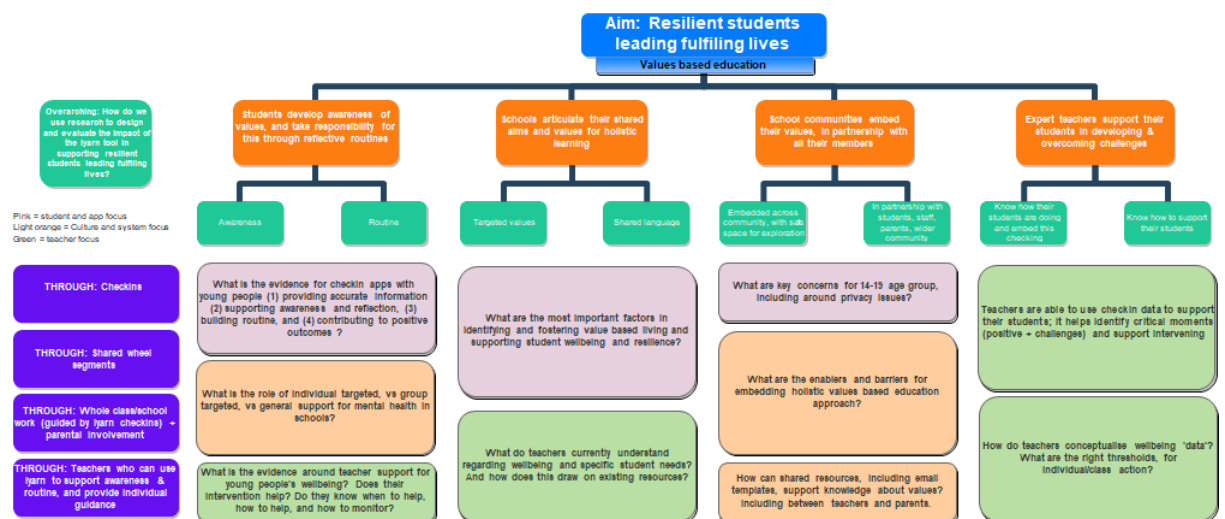 Aim: Resilient students
leading fulfiling lives
Values based education
Overarching: How do we
use research to design
and evaluate the impact of
the Iyarn tool in
supporting resilient
students leading fulfiling
lives?
Students develop awareness of
values, and take responsibility for
this through reflective routines
Schools articulate their shared
aims and values for holistic
learning
School communities embed
their values, in partnership with
all their members
Expert teachers support their
students in developing &
overcoming challenges
Pink = student and app focus
Light orange = Culture and system focus
Green = teacher focus
Awareness
Routine
Targeted values
Shared language
Embedded across
community, with safe
space for exploration
In partnership with
students, staff,
parents, wider
community
Know how their
students are doing
and embed this
checking
Know how to support
their students
THROUGH: Checkins
THROUGH: Shared wheel
segments
THROUGH: Whole class/school
work (guided by Iyarn checkins) +
parental involvement
THROUGH: Teachers who can use
Iyarn to support awareness &
routine, and provide individual
guidance
What is the evidence for checkin apps with
young people (1) providing accurate information
(2) supporting awareness and reflection, (3)
building routine, and (4) contributing to positive
outcomes ?
What is the role of individual targeted, vs group
targeted, vs general support for mental health in
schools?
What is the evidence around teacher support for
young people's wellbeing? Does their
intervention help? Do they know when to help,
how to help, and how to monitor?
What are the most important factors in
identifying and fostering value based living and
supporting student wellbeing and resilience?
What do teachers currently understand
regarding wellbeing and specific student needs?
And how does this draw on existing resources?
What are key concerns for 14-19 age group,
including around privacy issues?
What are the enablers and barriers for
embedding holistic values based education
approach?
How can shared resources, including email
templates, support knowledge about values?
Including between teachers and parents.
Teachers are able to use checkin data to support
their students; it helps identify critical moments
(positive + challenges) and support intervening
How do teachers conceptualise wellbeing 'data'?
What are the right thresholds, for
individual/class action?